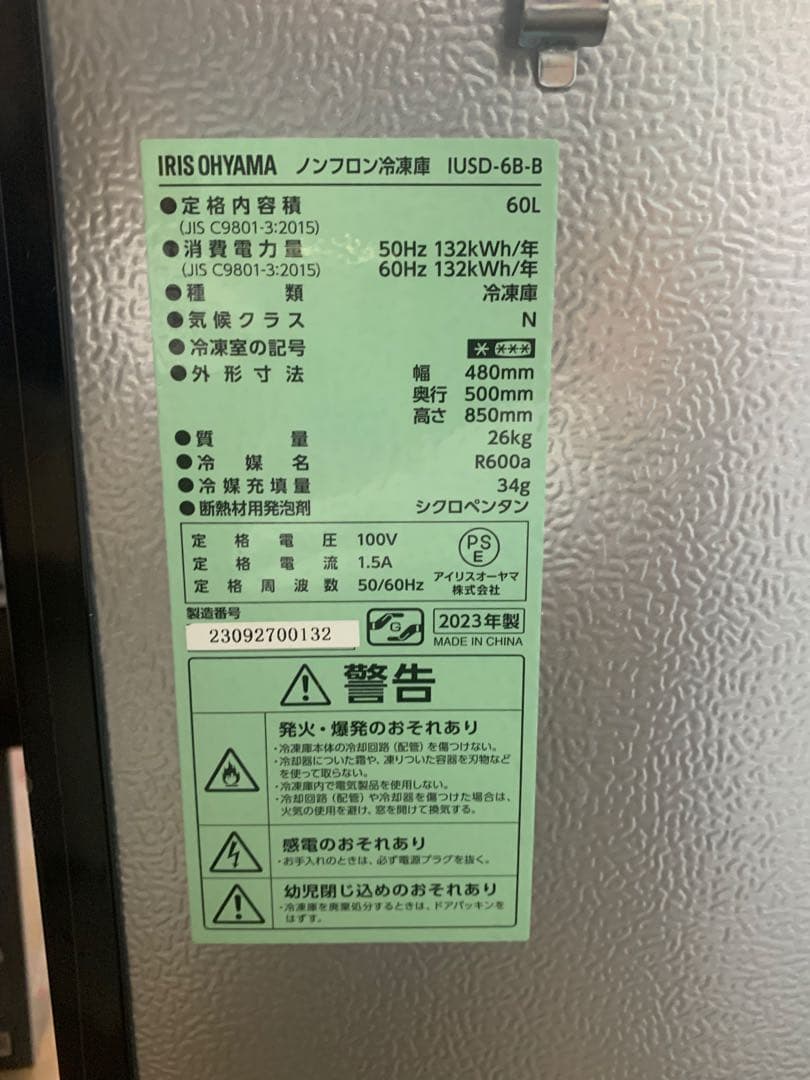 IRIS OHYAMA ノンフロン冷凍庫 IUSD-6B-B
●定格内容積 60L
(JIS C9801-3:2015)
●消費電力量 50Hz 132kWh/年
(JIS C9801-3:2015) 60Hz 132kWh/年
●種類 冷凍庫
●気候クラス N
●冷凍室の記号 * ***
●外形寸法 幅 480mm
奥行 500mm
高さ 850mm
●質量 26kg
●冷媒名 R600a
●冷媒充填量 34g
●断熱材用発泡剤 シクロペンタン
定格電圧 100V
定格電流 1.5A
定格周波数 50/60Hz
PS
E
アイリスオーヤマ
株式会社
製造番号
23092700132
G
2023年製
MADE IN CHINA
警告
発火・爆発のおそれあり
・冷凍庫本体の冷却回路(配管)を傷つけない。
・冷却器についた霜や、凍りついた容器を刃物など
を使って取らない。
・冷凍庫内で電気製品を使用しない。
・冷却回路(配管)や冷却器を傷つけた場合は、
火気の使用を避け、窓を開けて換気する。
感電のおそれあり
・お手入れのときは、必ず電源プラグを抜く。
幼児閉じ込めのおそれあり
・冷凍庫を廃棄処分するときは、ドアパッキンを
はずす。